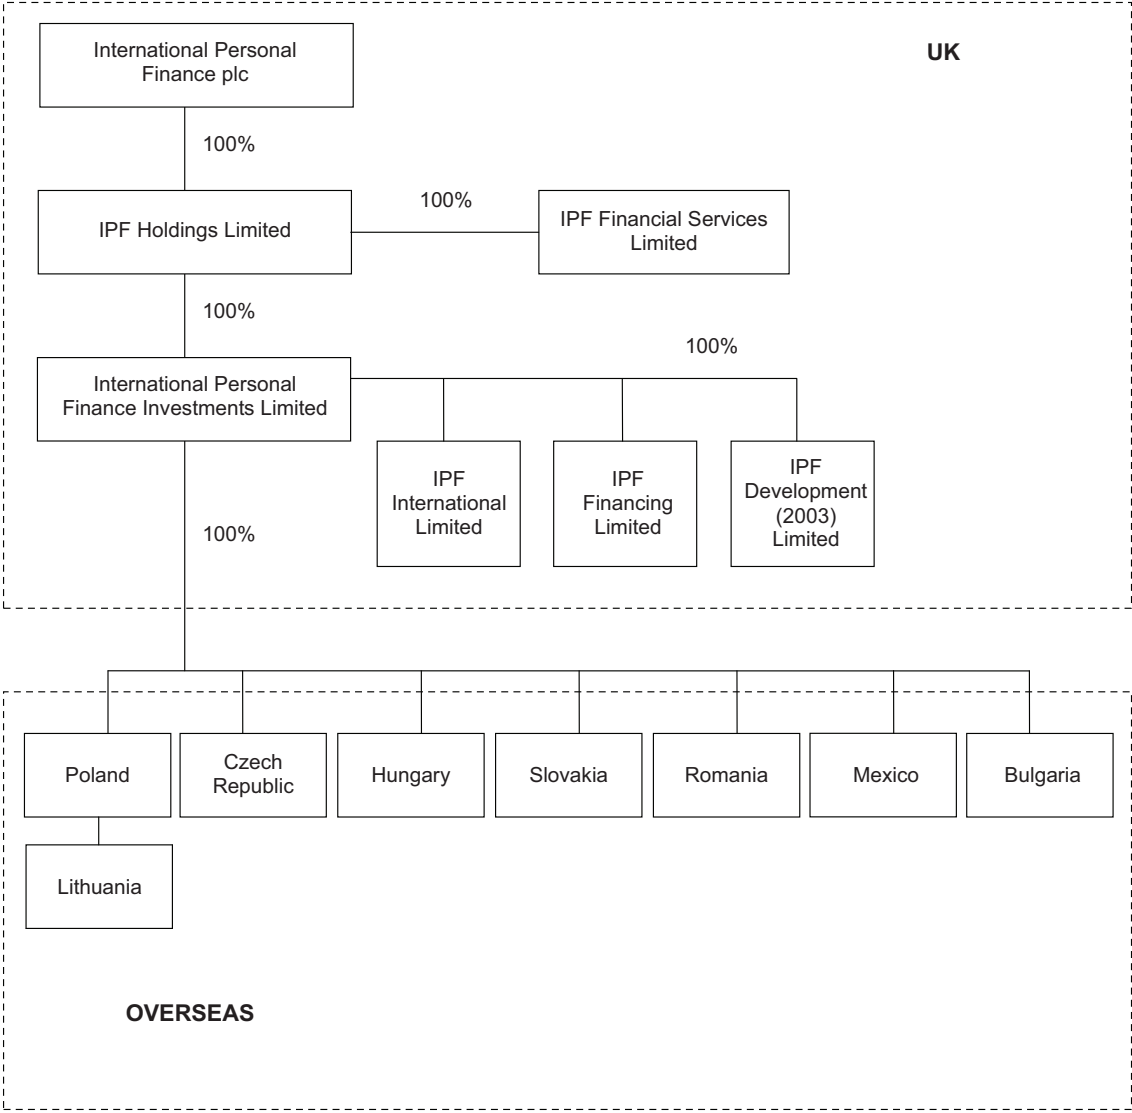 International Personal
Finance plc
UK
100%
IPF Holdings Limited
100%
IPF Financial Services
Limited
100%
100%
International Personal
Finance Investments Limited
IPF
International
Limited
IPF
Financing
Limited
IPF
Development
(2003)
Limited
100%
Poland
Czech
Republic
Hungary
Slovakia
Romania
Mexico
Bulgaria
Lithuania
OVERSEAS